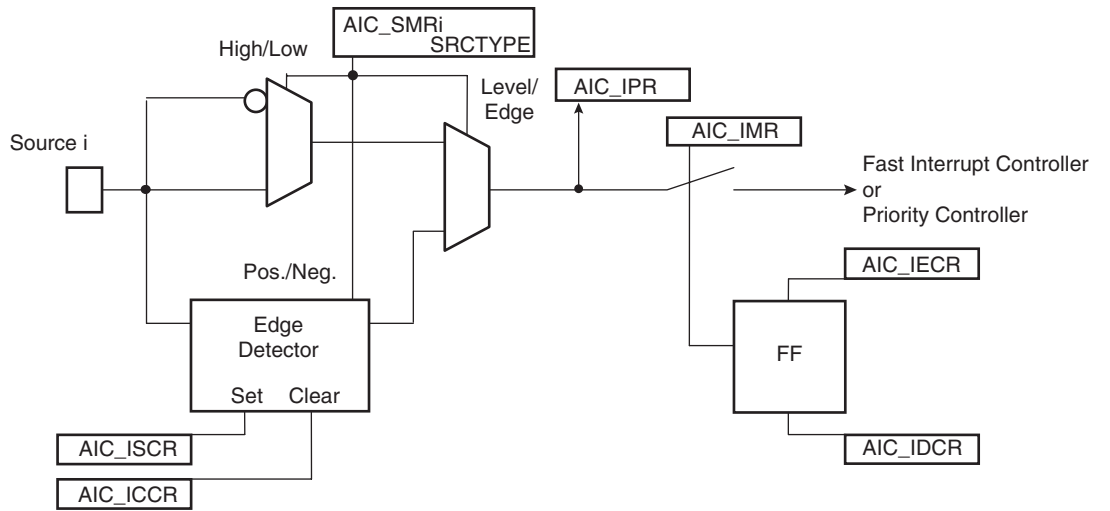 AIC_SMRi
SRCTYPE
High/Low
Level/
Edge
AIC_IPR
AIC_IMR
Source i
Fast Interrupt Controller
or
Priority Controller
Pos./Neg.
AIC_IECR
Edge
Detector
FF
Set Clear
AIC_ISCR
AIC_IDCR
AIC_ICCR